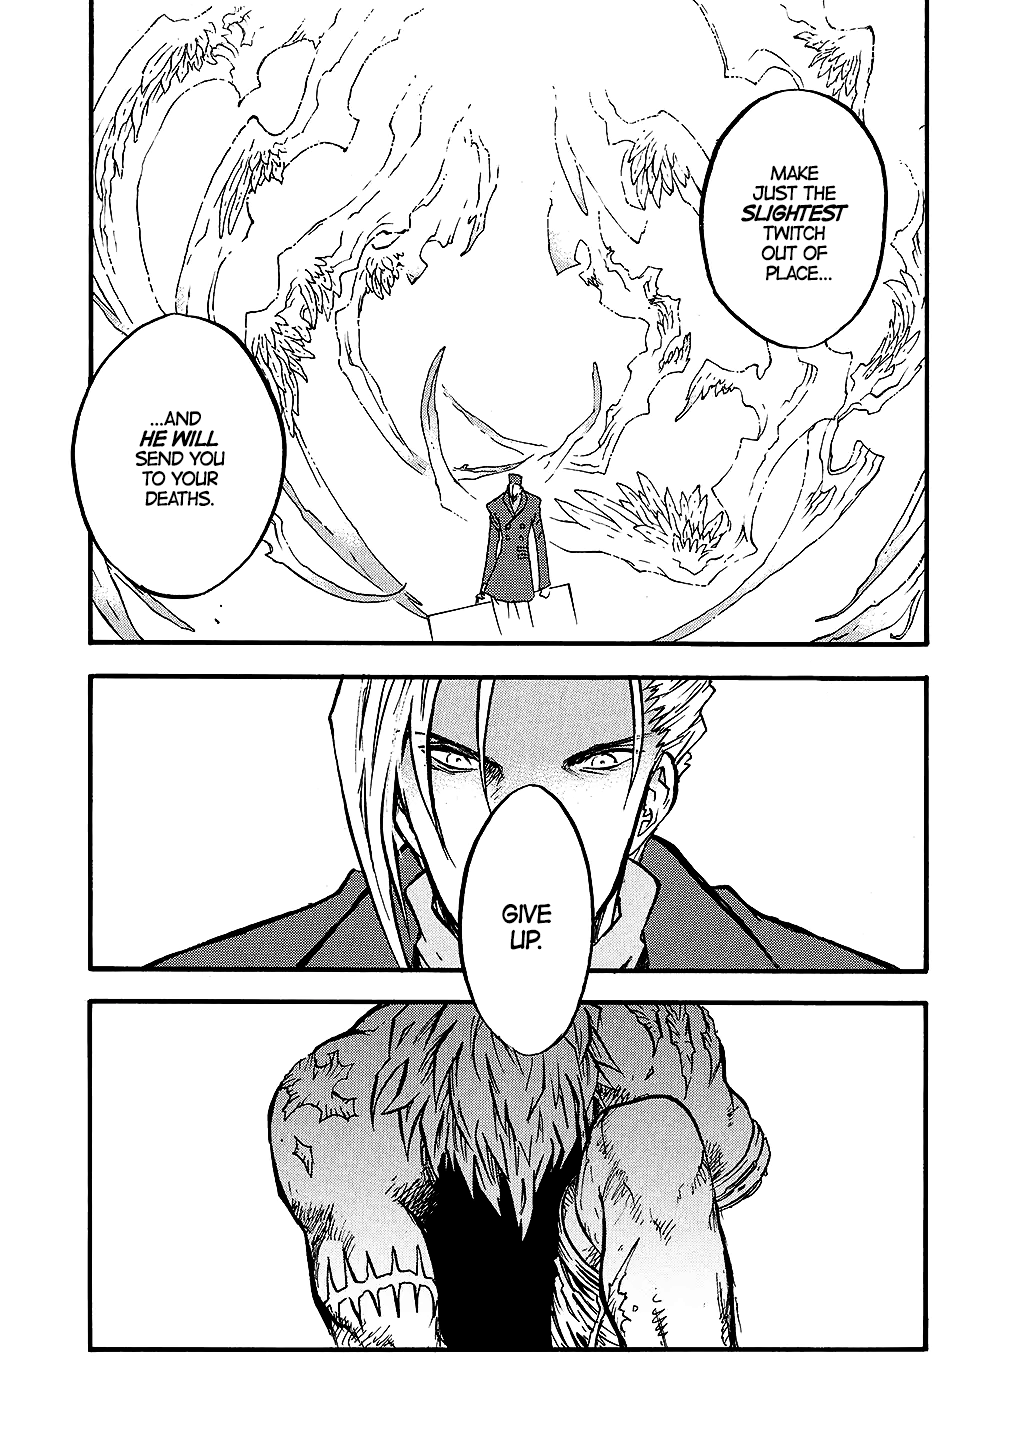 MAKE
JUST THE
SLIGHTEST
TWITCH
OUT OF
PLACE...
...AND
HE WILL
SEND YOU
TO YOUR
DEATHS.
GIVE
UP.